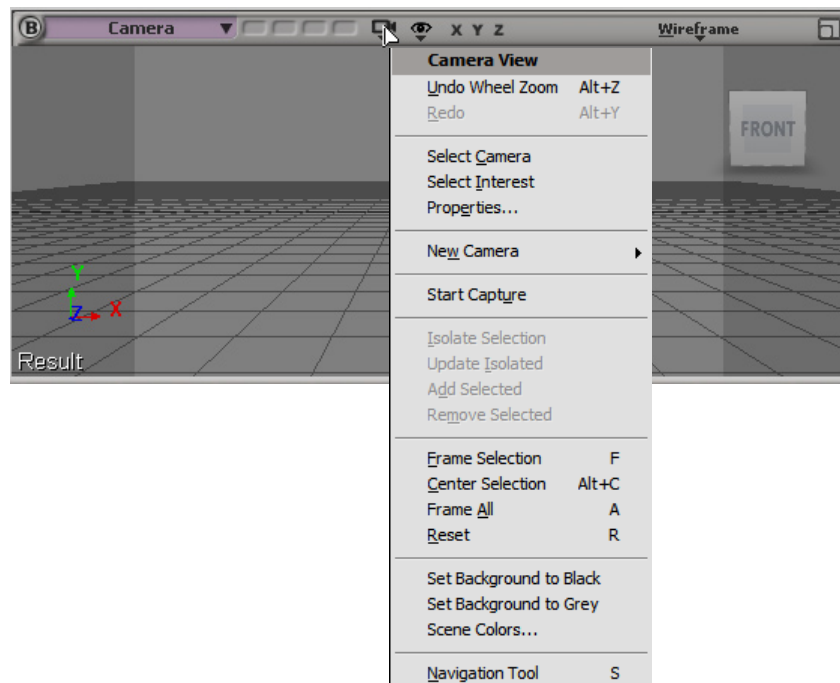 B Camera X Y Z Wireframe
Camera View
Undo Wheel Zoom Alt+Z
Redo Alt+Y
Select Camera
Select Interest
Properties...
New Camera
Start Capture
Isolate Selection
Update Isolated
Add Selected
Remove Selected
Frame Selection F
Center Selection Alt+C
Frame All A
Reset R
Set Background to Black
Set Background to Grey
Scene Colors...
Navigation Tool S
FRONT
Y
Z X
Result